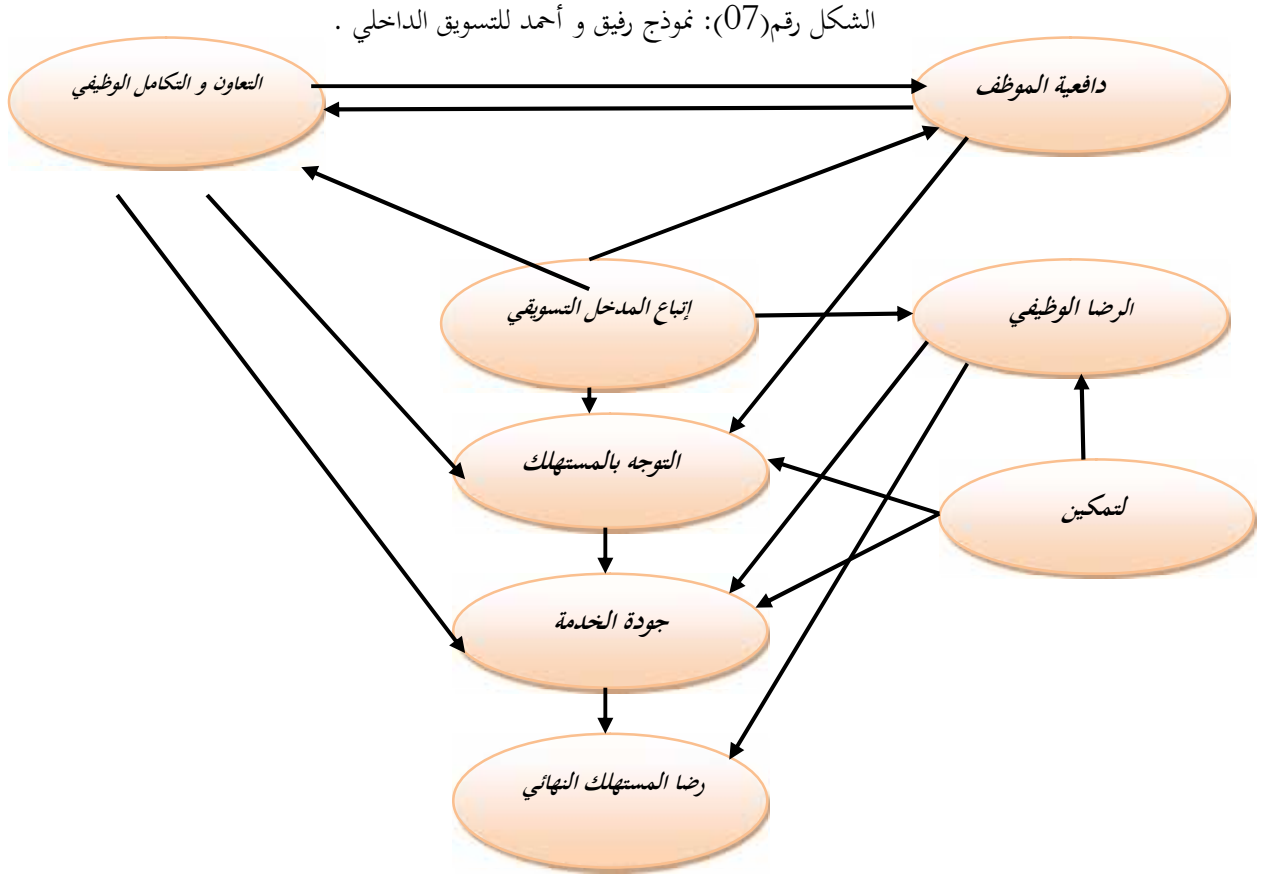 الشكل رقم(07): نموذج رفيق و أحمد للتسويق الداخلي .
دافعية الموظف
التعاون و التكامل الوظيفي
الرضا الوظيفي
إتباع المدخل التسويقي
التوجه بالمستهلك
لتمكين
جودة الخدمة
رضا المستهلك النهائي